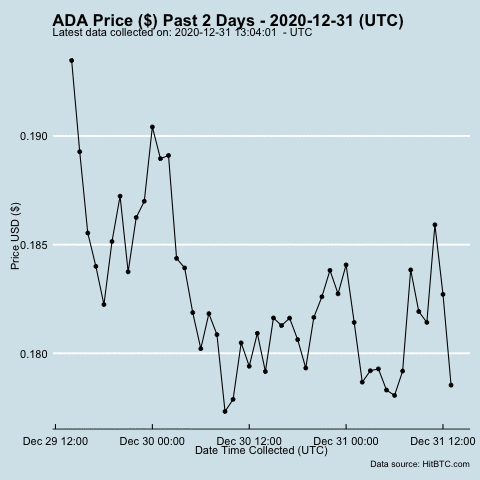 ADA Price ($) Past 2 Days - 2020-12-31 (UTC)
Latest data collected on: 2020-12-31 13:04:01 - UTC
0.190
0.185
0.180
Price USD ($)
Dec 29 12:00 Dec 30 00:00 Dec 30 12:00 Dec 31 00:00 Dec 31 12:00
Date Time Collected (UTC)
Data source: HitBTC.com